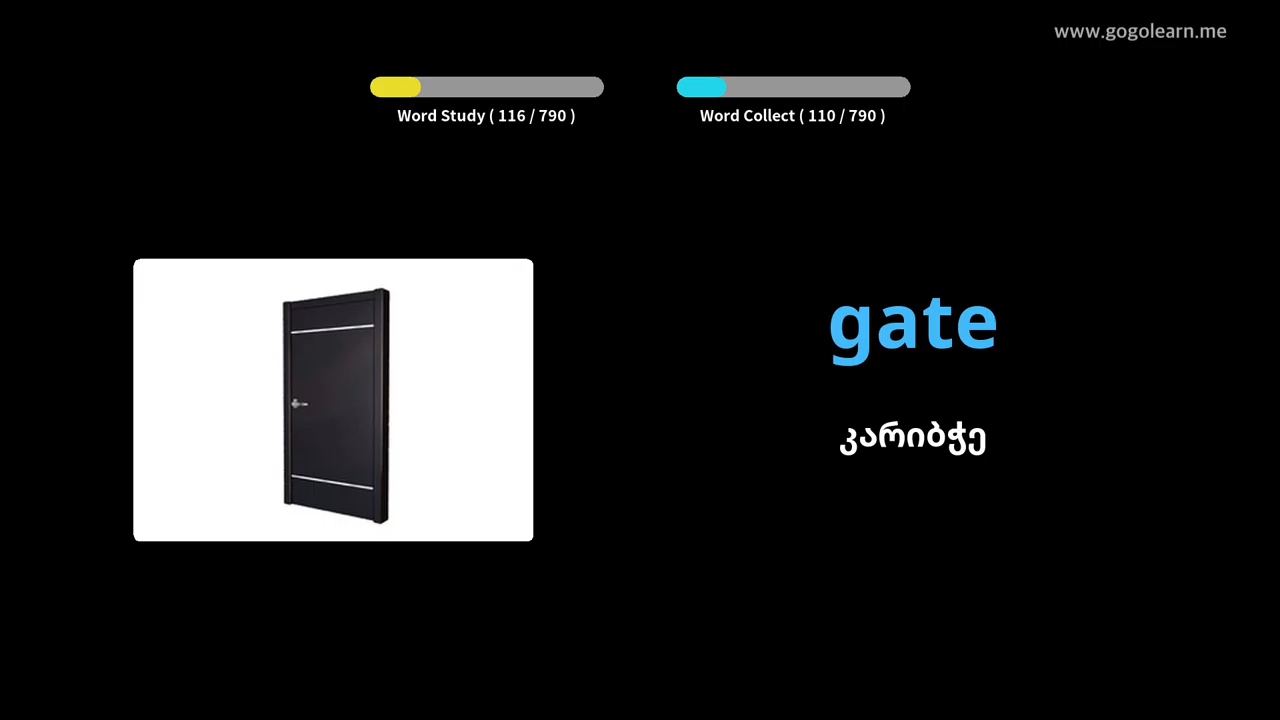 www.gogolearn.me
Word Study ( 116 / 790 )
Word Collect ( 110 / 790 )
gate
კარიბჭე